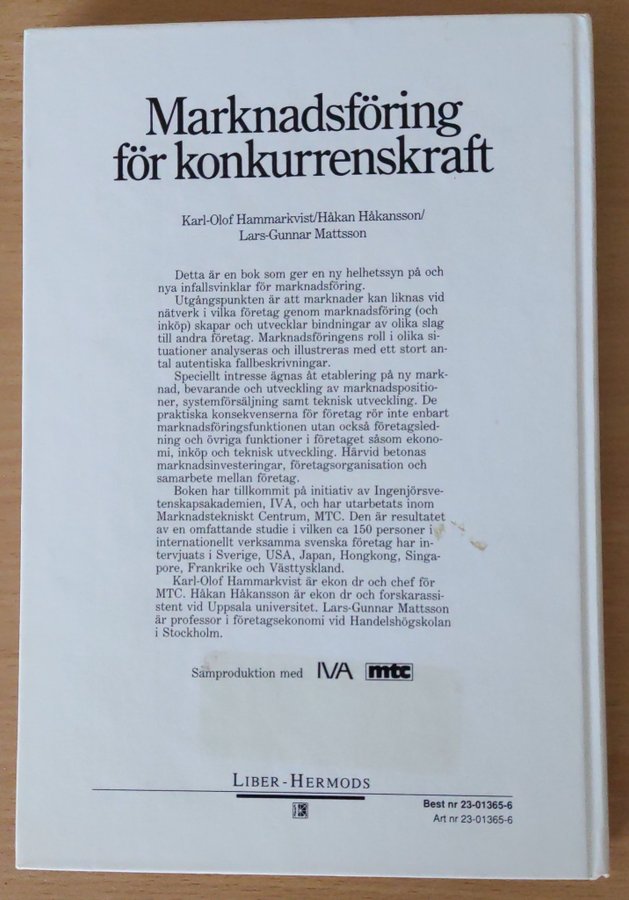 Marknadsföring
för konkurrenskraft
Karl-Olof Hammarkvist/Håkan Håkansson/
Lars-Gunnar Mattsson
Detta är en bok som ger en ny helhetssyn på och
nya infallsvinklar för marknadsföring.
Utgångspunkten är att marknader kan liknas vid
nätverk i vilka företag genom marknadsföring (och
inköp) skapar och utvecklar bindningar av olika slag
till andra företag. Marknadsföringens roll i olika si-
tuationer analyseras och illustreras med ett stort an-
tal autentiska fallbeskrivningar.
Speciellt intresse ägnas åt etablering på ny mark-
nad, bevarande och utveckling av marknadspositio-
ner, systemförsäljning samt teknisk utveckling. De
praktiska konsekvenserna för företag rör inte enbart
marknadsföringsfunktionen utan också företagsled-
ning och övriga funktioner i företaget såsom ekono-
mi, inköp och teknisk utveckling. Härvid betonas
marknadsinvesteringar, företagsorganisation och
samarbete mellan företag.
Boken har tillkommit på initiativ av Ingenjörsve-
tenskapsakademien, IVA, och har utarbetats inom
Marknadstekniskt Centrum, MTC. Den är resultatet
av en omfattande studie i vilken ca 150 personer i
internationellt verksamma svenska företag har in-
tervjuats i Sverige, USA, Japan, Hongkong, Singa-
pore, Frankrike och Västtyskland.
Karl-Olof Hammarkvist är ekon dr och chef för
MTC. Håkan Håkansson är ekon dr och forskarassi-
stent vid Uppsala universitet. Lars-Gunnar Mattsson
är professor i företagsekonomi vid Handelshögskolan
i Stockholm.
Samproduktion med IVA mtc
LIBER-HERMODS
Best nr 23-01365-6
Art nr 23-01365-6